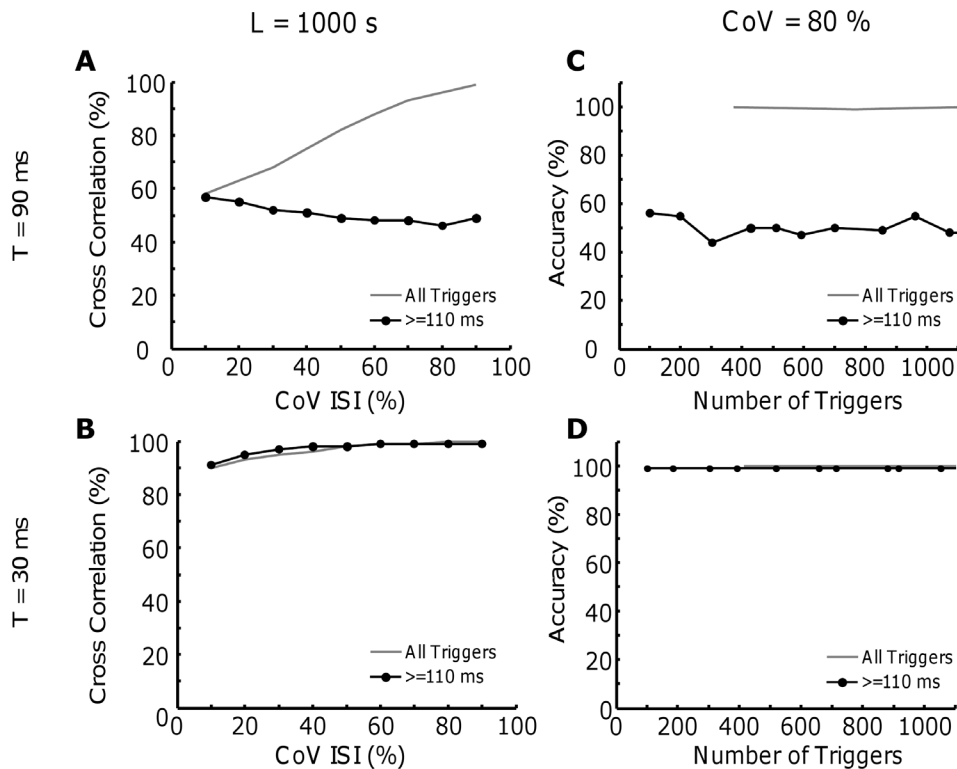 L = 1000 s
CoV = 80 %
T = 90 ms
A
Cross Correlation (%)
100
80
60
40
20
0
All Triggers
>=110 ms
0 20 40 60 80 100
CoV ISI (%)
C
Accuracy (%)
100
80
60
40
20
0
All Triggers
>=110 ms
0 200 400 600 800 1000
Number of Triggers
T = 30 ms
B
Cross Correlation (%)
100
80
60
40
20
0
All Triggers
>=110 ms
0 20 40 60 80 100
CoV ISI (%)
D
Accuracy (%)
100
80
60
40
20
0
All Triggers
>=110 ms
0 200 400 600 800 1000
Number of Triggers